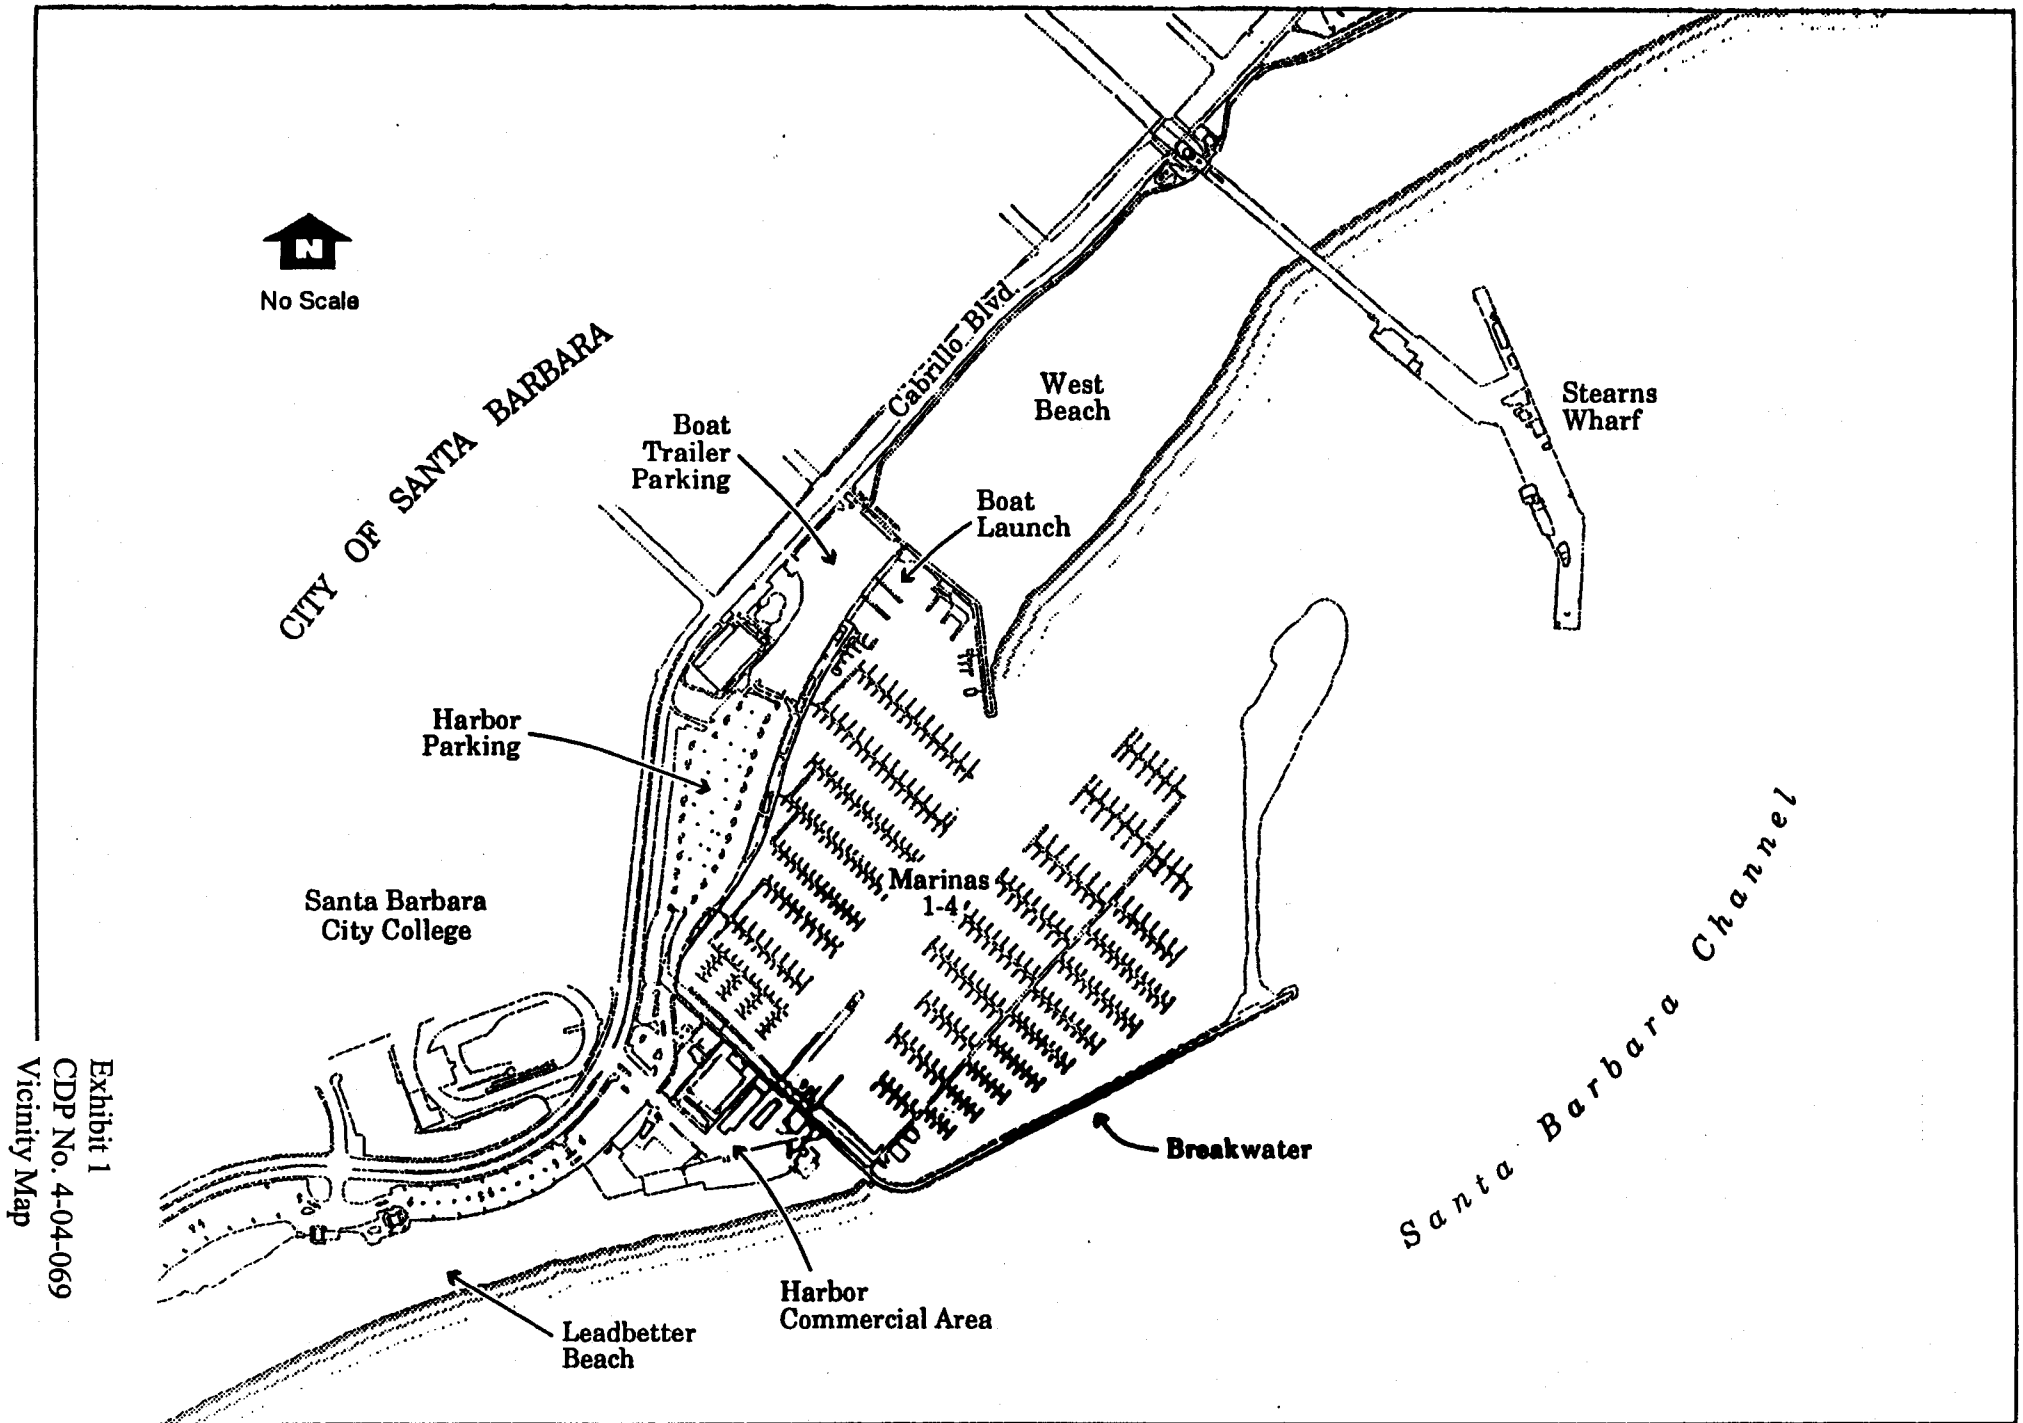 N
No Scale
CITY OF SANTA BARBARA
Cabrillo Blvd.
West
Beach
Stearns
Wharf
Boat
Trailer
Parking
Boat
Launch
Harbor
Parking
Marinas
1-4
Santa Barbara
City College
Santa Barbara Channel
Breakwater
Harbor
Commercial Area
Leadbetter
Beach
Exhibit 1
CDP No. 4-04-069
Vicinity Map